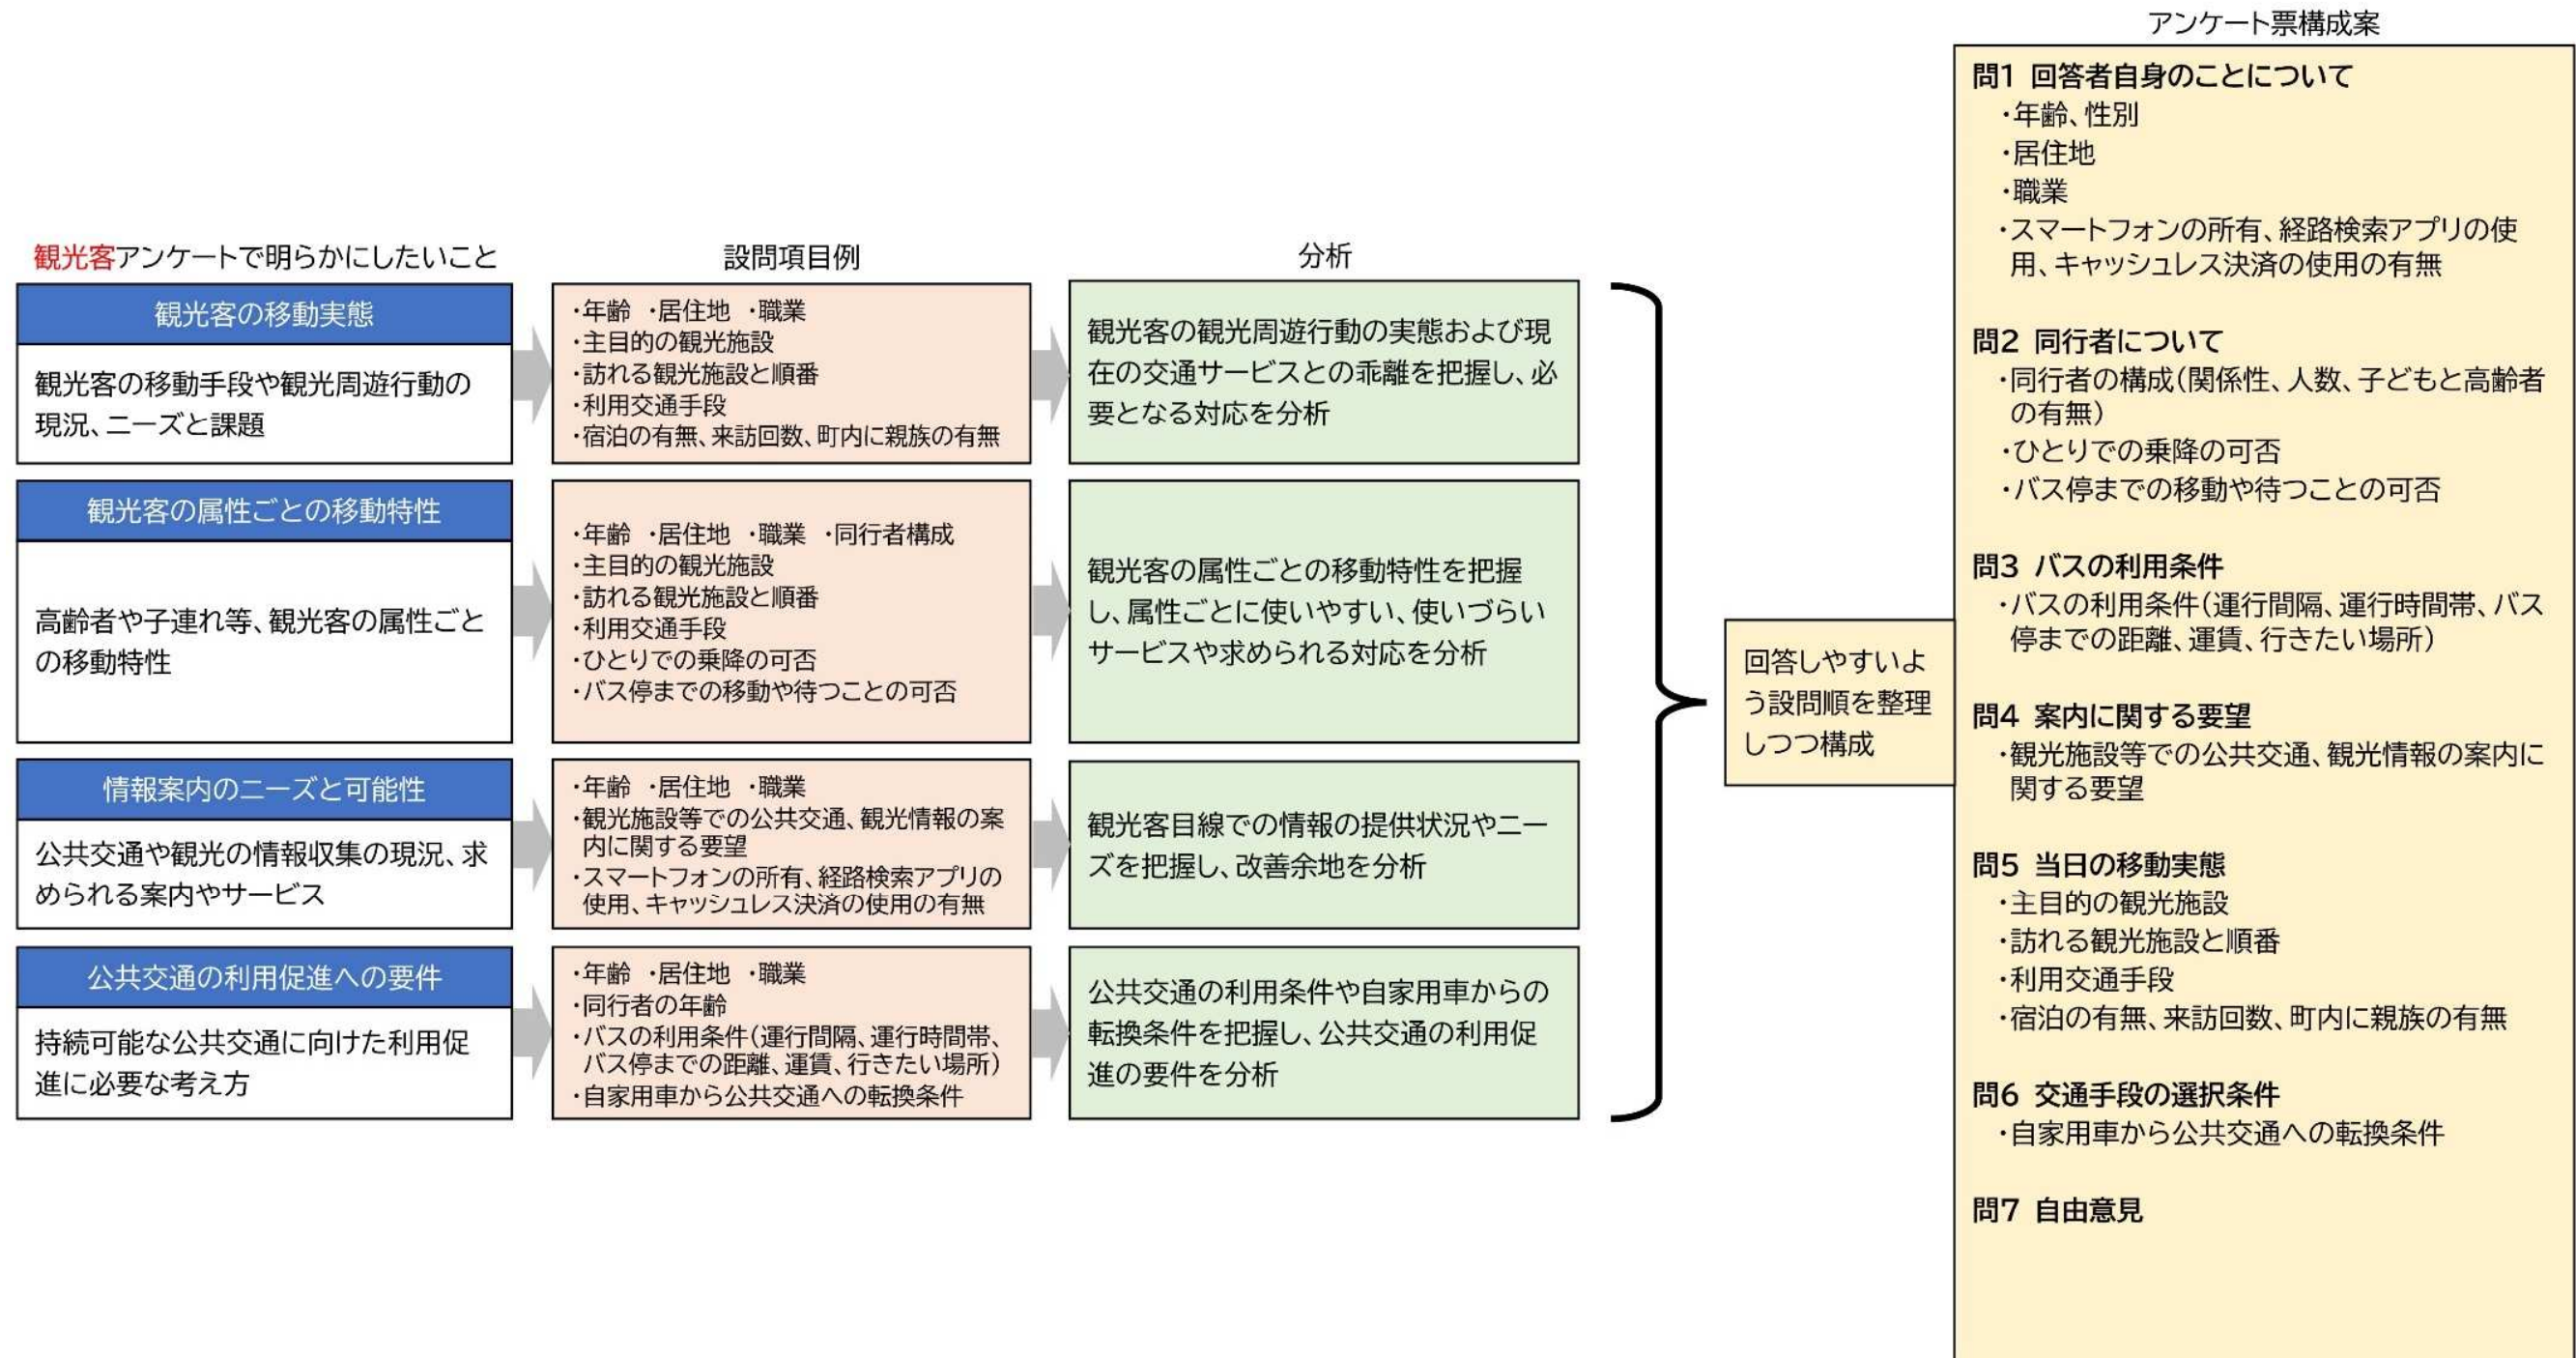 観光客アンケートで明らかにしたいこと
設問項目例
分析
観光客の移動実態
観光客の移動手段や観光周遊行動の
現況、ニーズと課題
・年齢 ・居住地 ・職業
・主目的の観光施設
・訪れる観光施設と順番
・利用交通手段
・宿泊の有無、来訪回数、町内に親族の有無
観光客の観光周遊行動の実態および現
在の交通サービスとの乖離を把握し、必
要となる対応を分析
観光客の属性ごとの移動特性
高齢者や子連れ等、観光客の属性ごと
の移動特性
・年齢 ・居住地 ・職業 ・同行者構成
・主目的の観光施設
・訪れる観光施設と順番
・利用交通手段
・ひとりでの乗降の可否
・バス停までの移動や待つことの可否
観光客の属性ごとの移動特性を把握
し、属性ごとに使いやすい、使いづらい
サービスや求められる対応を分析
情報案内のニーズと可能性
公共交通や観光の情報収集の現況、求
められる案内やサービス
・年齢 ・居住地 ・職業
・観光施設等での公共交通、観光情報の案
内に関する要望
・スマートフォンの所有、経路検索アプリの
使用、キャッシュレス決済の使用の有無
観光客目線での情報の提供状況やニー
ズを把握し、改善余地を分析
公共交通の利用促進への要件
持続可能な公共交通に向けた利用促
進に必要な考え方
・年齢 ・居住地 ・職業
・同行者の年齢
・バスの利用条件(運行間隔、運行時間帯、
バス停までの距離、運賃、行きたい場所)
・自家用車から公共交通への転換条件
公共交通の利用条件や自家用車からの
転換条件を把握し、公共交通の利用促
進の要件を分析
回答しやすいよ
う設問順を整理
しつつ構成
アンケート票構成案
問1 回答者自身のことについて
・年齢、性別
・居住地
・職業
・スマートフォンの所有、経路検索アプリの使
用、キャッシュレス決済の使用の有無
問2 同行者について
・同行者の構成(関係性、人数、子どもと高齢者
の有無)
・ひとりでの乗降の可否
・バス停までの移動や待つことの可否
問3 バスの利用条件
・バスの利用条件(運行間隔、運行時間帯、バス
停までの距離、運賃、行きたい場所)
問4 案内に関する要望
・観光施設等での公共交通、観光情報の案内に
関する要望
問5 当日の移動実態
・主目的の観光施設
・訪れる観光施設と順番
・利用交通手段
・宿泊の有無、来訪回数、町内に親族の有無
問6 交通手段の選択条件
・自家用車から公共交通への転換条件
問7 自由意見